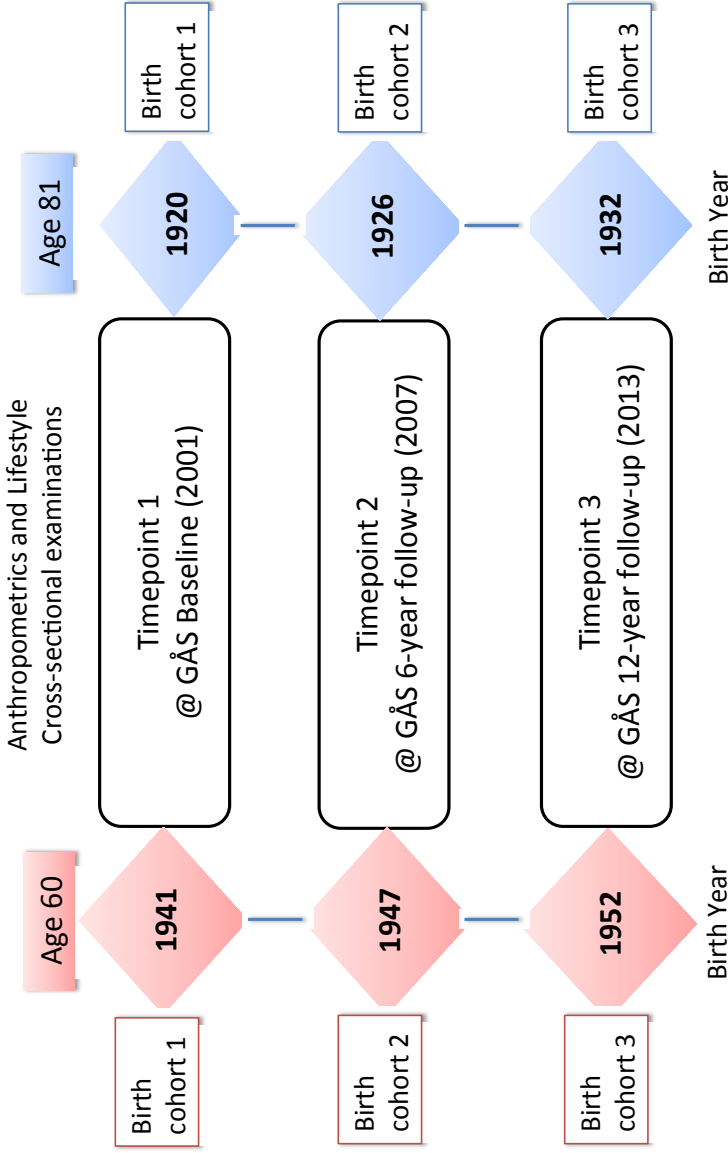 Anthropometrics and Lifestyle
Cross-sectional examinations
Age 60
Age 81
Birth
cohort 1
1941
Timepoint 1
@ GÅS Baseline (2001)
1920
Birth
cohort 1
Birth
cohort 2
1947
Timepoint 2
@ GÅS 6-year follow-up (2007)
1926
Birth
cohort 2
Birth
cohort 3
1952
Timepoint 3
@ GÅS 12-year follow-up (2013)
1932
Birth
cohort 3
Birth Year
Birth Year